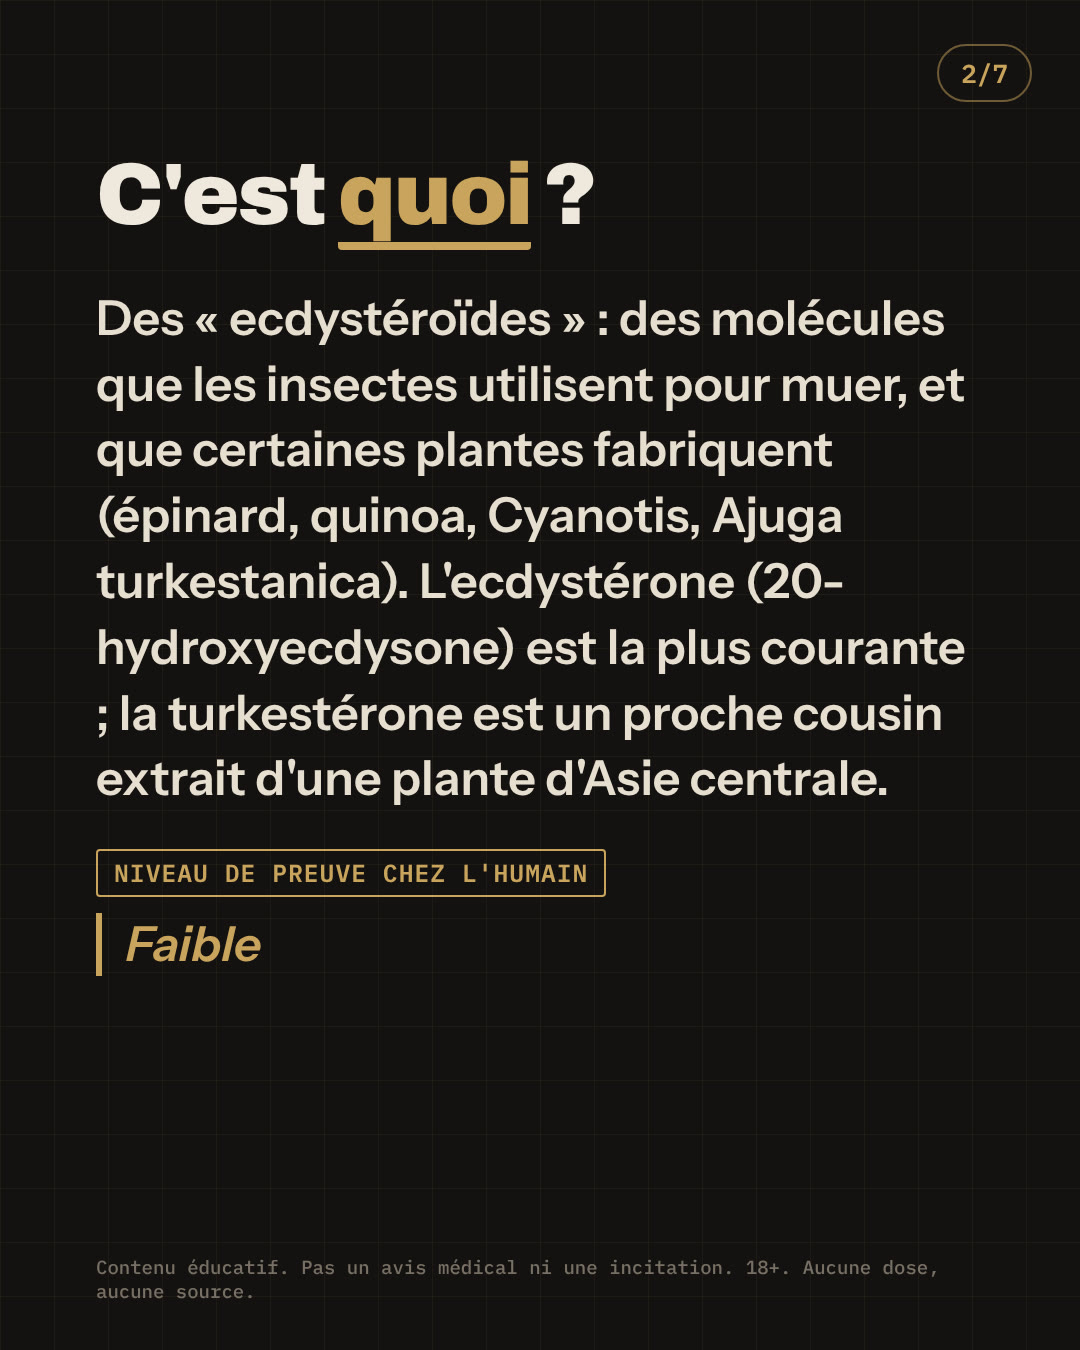 2/7
C'est quoi ?
Des « ecdystéroïdes » : des molécules
que les insectes utilisent pour muer, et
que certaines plantes fabriquent
(épinard, quinoa, Cyanotis, Ajuga
turkestanica). L'ecdystérone (20-
hydroxyecdysone) est la plus courante
; la turkestérone est un proche cousin
extrait d'une plante d'Asie centrale.
NIVEAU DE PREUVE CHEZ L'HUMAIN
Faible
Contenu éducatif. Pas un avis médical ni une incitation. 18+. Aucune dose,
aucune source.